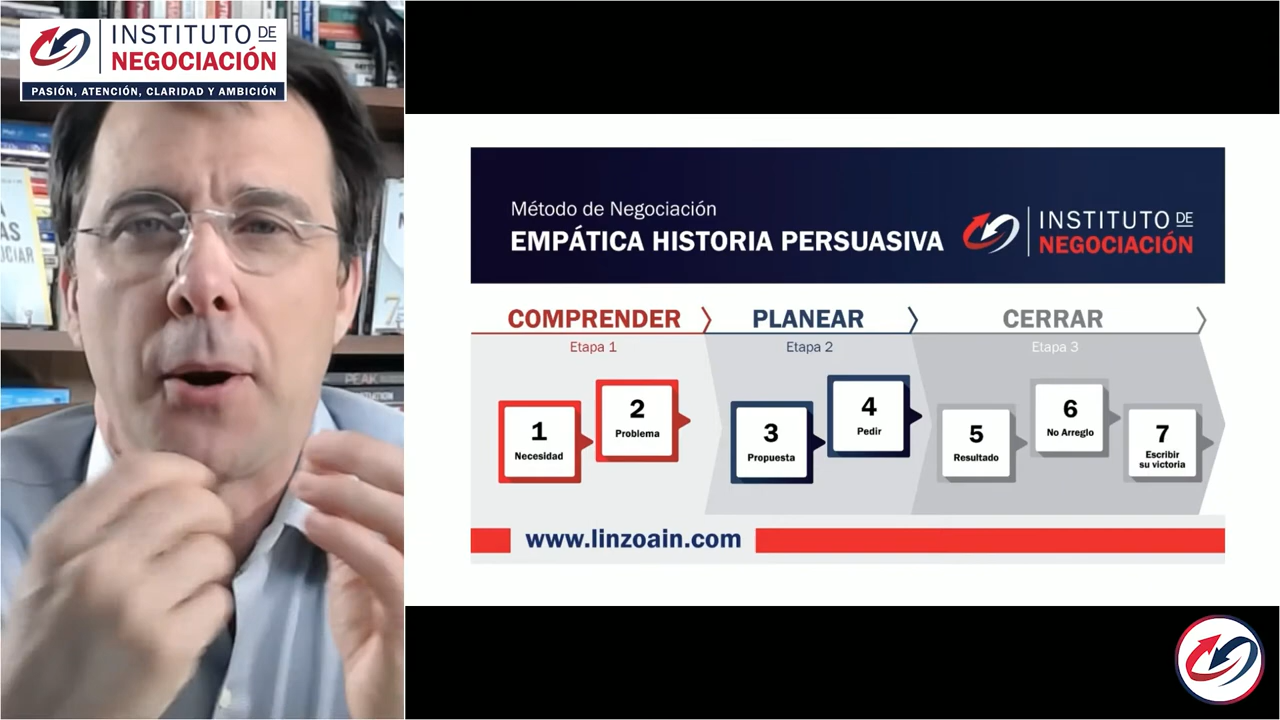 INSTITUTO DE
NEGOCIACIÓN
PASIÓN, ATENCIÓN, CLARIDAD Y AMBICIÓN
PEAK
Método de Negociación
EMPÁTICA HISTORIA PERSUASIVA
INSTITUTO DE
NEGOCIACIÓN
COMPRENDER
PLANEAR
CERRAR
Etapa 1
Etapa 2
Etapa 3
1
Necesidad
2
Problema
3
Propuesta
4
Pedir
5
Resultado
6
No Arreglo
7
Escribir
su victoria
www.linzoain.com